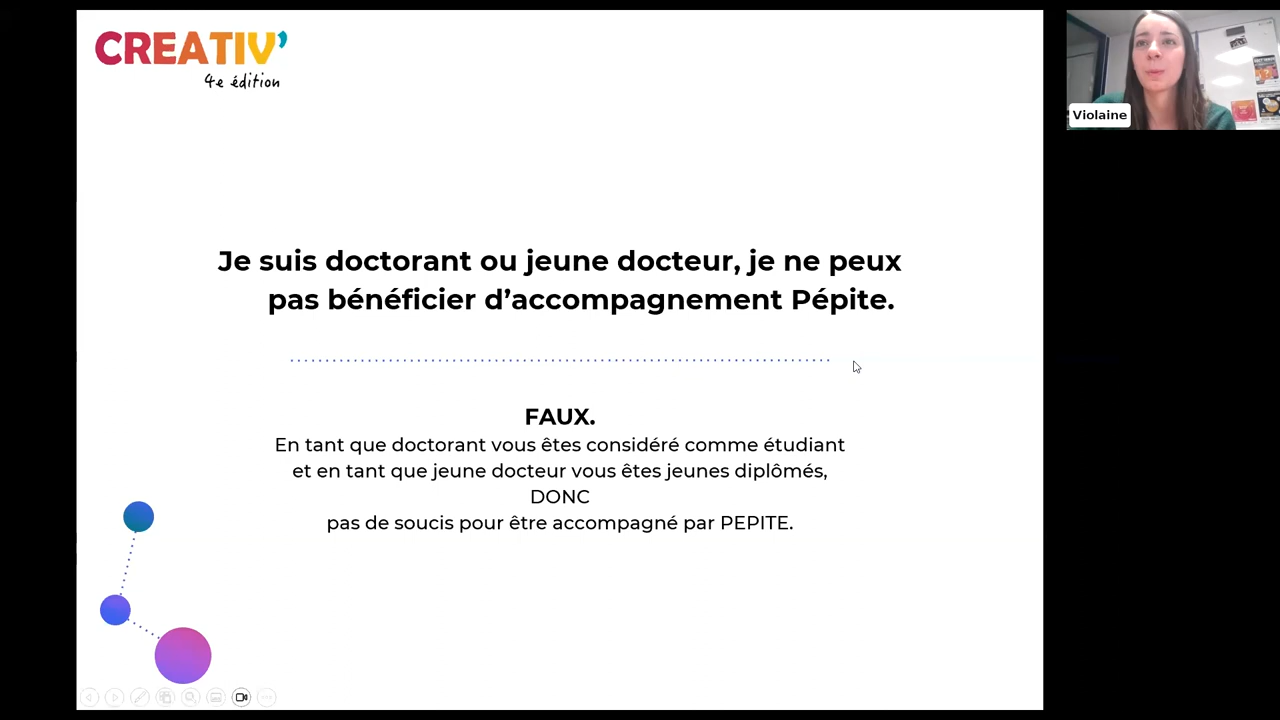 CREATIV'
4e édition
Violaine
Je suis doctorant ou jeune docteur, je ne peux
pas bénéficier d’accompagnement Pépite.
FAUX.
En tant que doctorant vous êtes considéré comme étudiant
et en tant que jeune docteur vous êtes jeunes diplômés,
DONC
pas de soucis pour être accompagné par PEPITE.